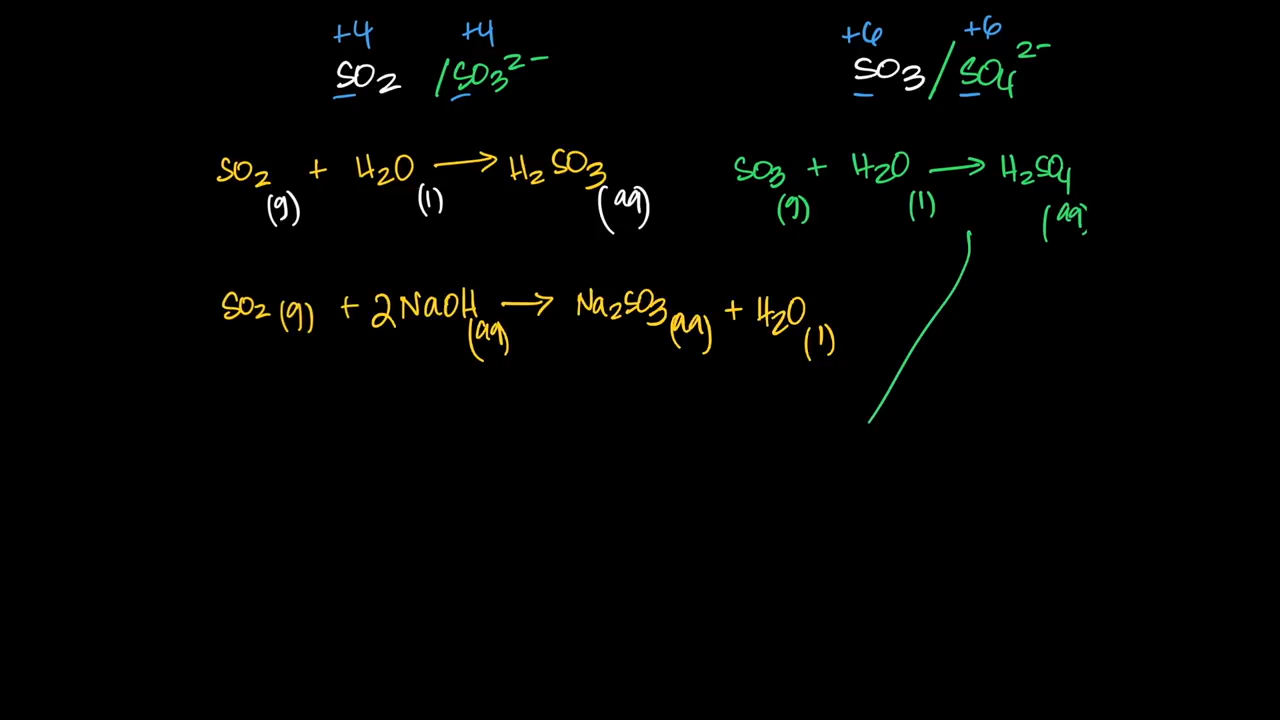 +4 +4 +6 +6
SO2 /SO3^2- SO3/SO4^2-
SO2(g) + H2O(l) → H2SO3(aq) SO3(g) + H2O(l) → H2SO4(aq)
SO2(g) + 2NaOH(aq) → Na2SO3(aq) + H2O(l)